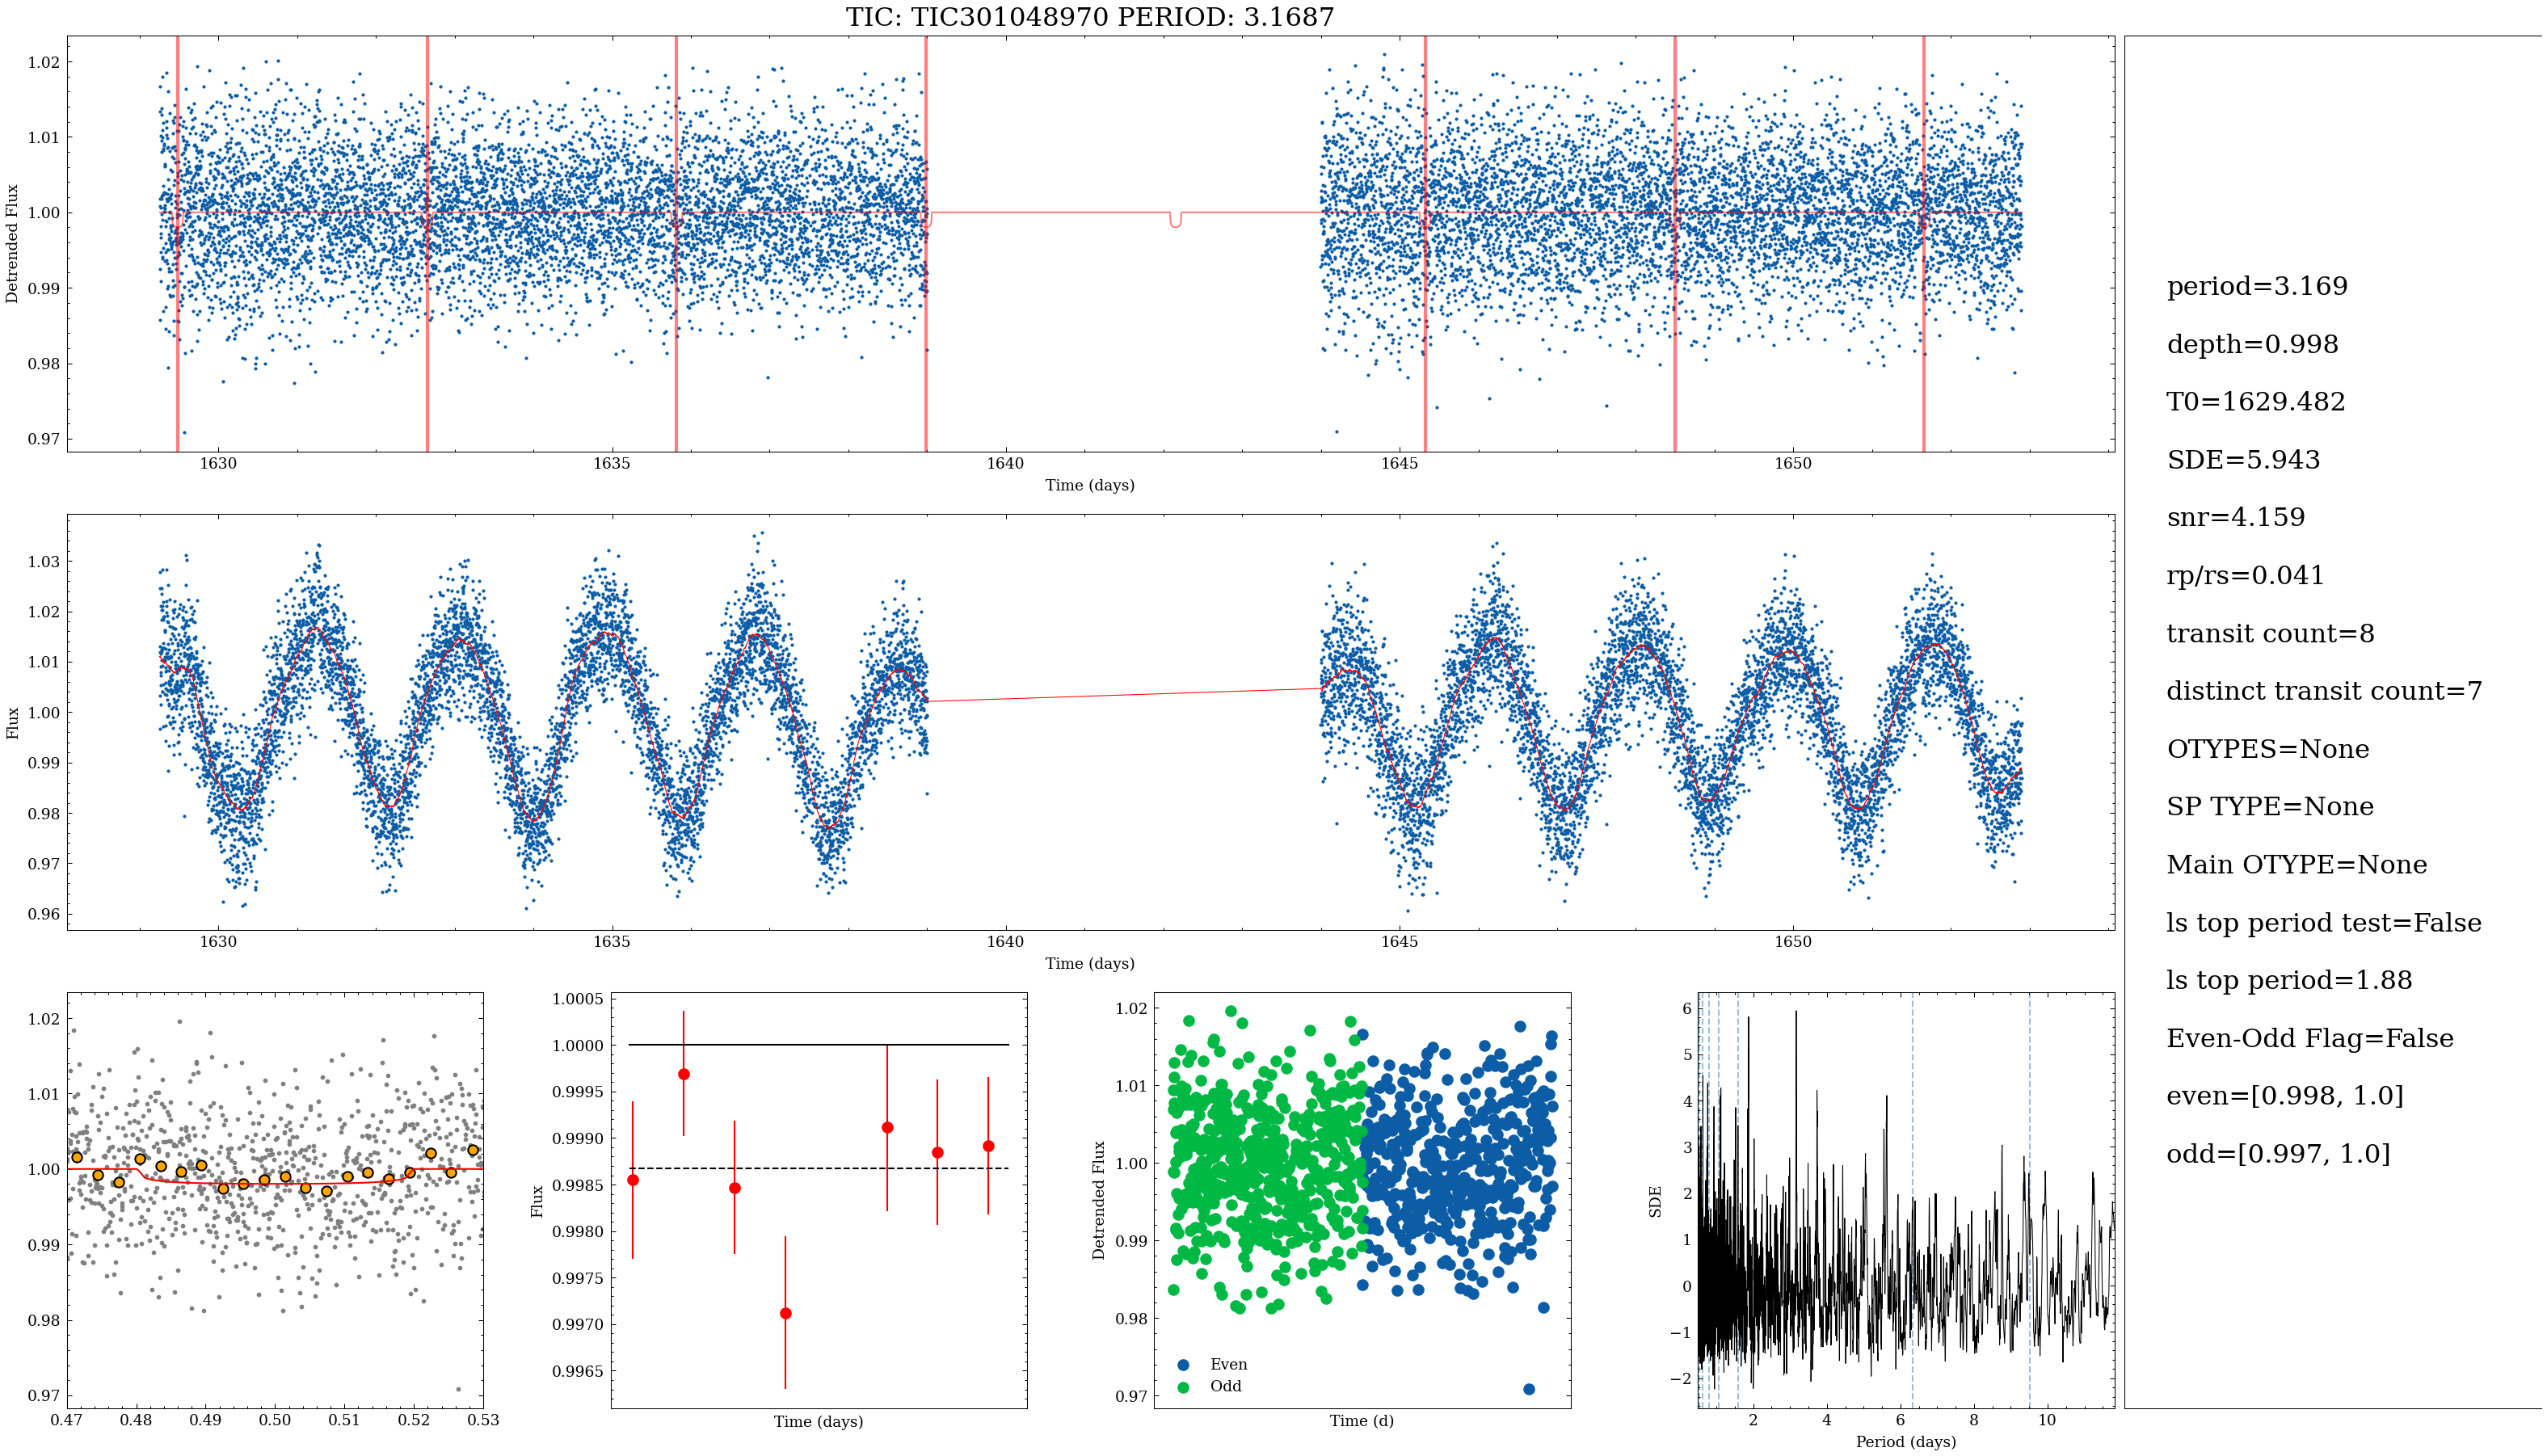 TIC: TIC301048970 PERIOD: 3.1687
1.02
1.01
1.00
0.99
0.98
0.97
Detrended Flux
1630
1635
1640
1645
1650
Time (days)
1.03
1.02
1.01
1.00
0.99
0.98
0.97
0.96
Flux
1630
1635
1640
1645
1650
Time (days)
1.02
1.01
1.00
0.99
0.98
0.97
0.47
0.48
0.49
0.50
0.51
0.52
0.53
1.0005
1.0000
0.9995
0.9990
0.9985
0.9980
0.9975
0.9970
0.9965
Flux
Time (days)
1.02
1.01
1.00
0.99
0.98
0.97
Detrended Flux
Even
Odd
Time (d)
6
5
4
3
2
1
0
−1
−2
SDE
2
4
6
8
10
Period (days)
period=3.169
depth=0.998
T0=1629.482
SDE=5.943
snr=4.159
rp/rs=0.041
transit count=8
distinct transit count=7
OTYPES=None
SP TYPE=None
Main OTYPE=None
ls top period test=False
ls top period=1.88
Even-Odd Flag=False
even=[0.998, 1.0]
odd=[0.997, 1.0]